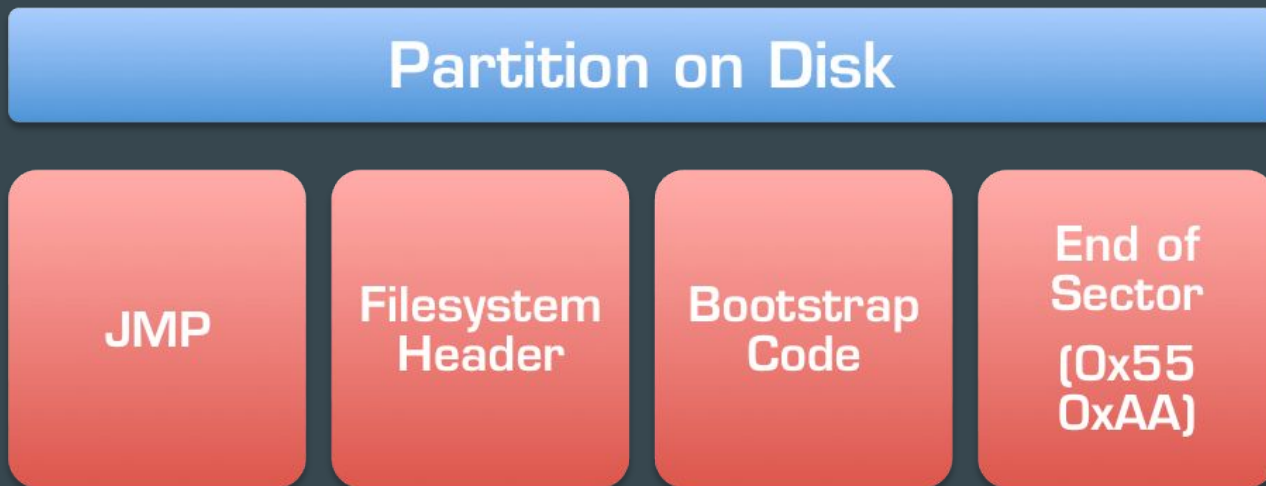 Partition on Disk
JMP
Filesystem
Header
Bootstrap
Code
End of
Sector
(0x55
0xAA)